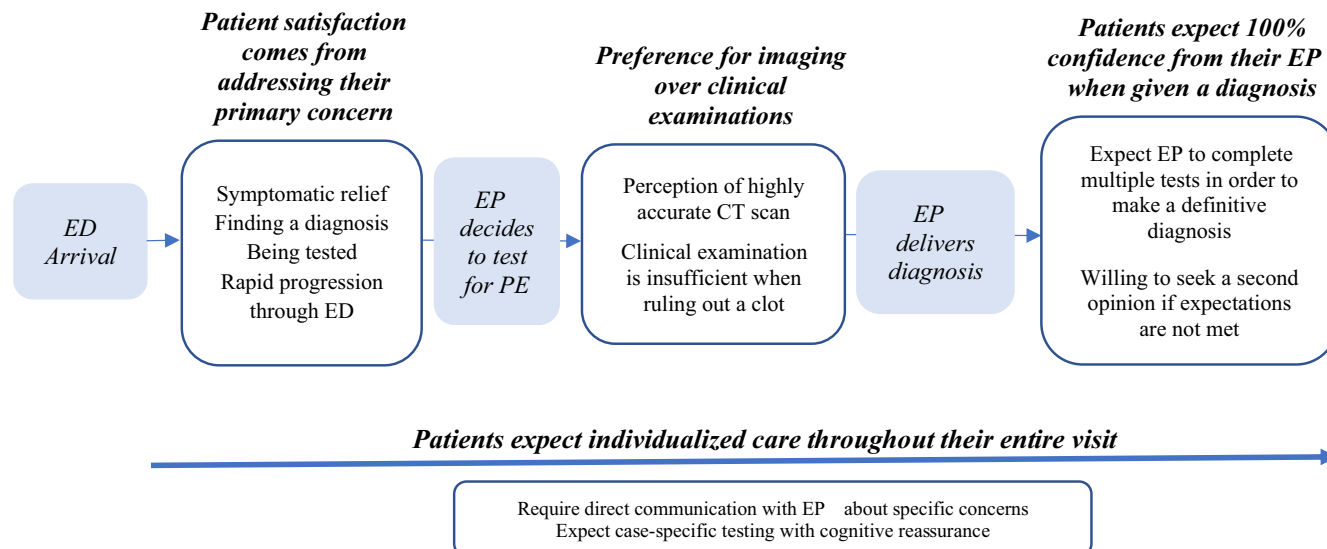 Patient satisfaction
comes from
addressing their
primary concern
Preference for imaging
over clinical
examinations
Patients expect 100%
confidence from their EP
when given a diagnosis
ED
Arrival
Symptomatic relief
Finding a diagnosis
Being tested
Rapid progression
through ED
EP
decides
to test
for PE
Perception of highly
accurate CT scan
Clinical examination
is insufficient when
ruling out a clot
EP
delivers
diagnosis
Expect EP to complete
multiple tests in order to
make a definitive
diagnosis
Willing to seek a second
opinion if expectations
are not met
Patients expect individualized care throughout their entire visit
Require direct communication with EP about specific concerns
Expect case-specific testing with cognitive reassurance